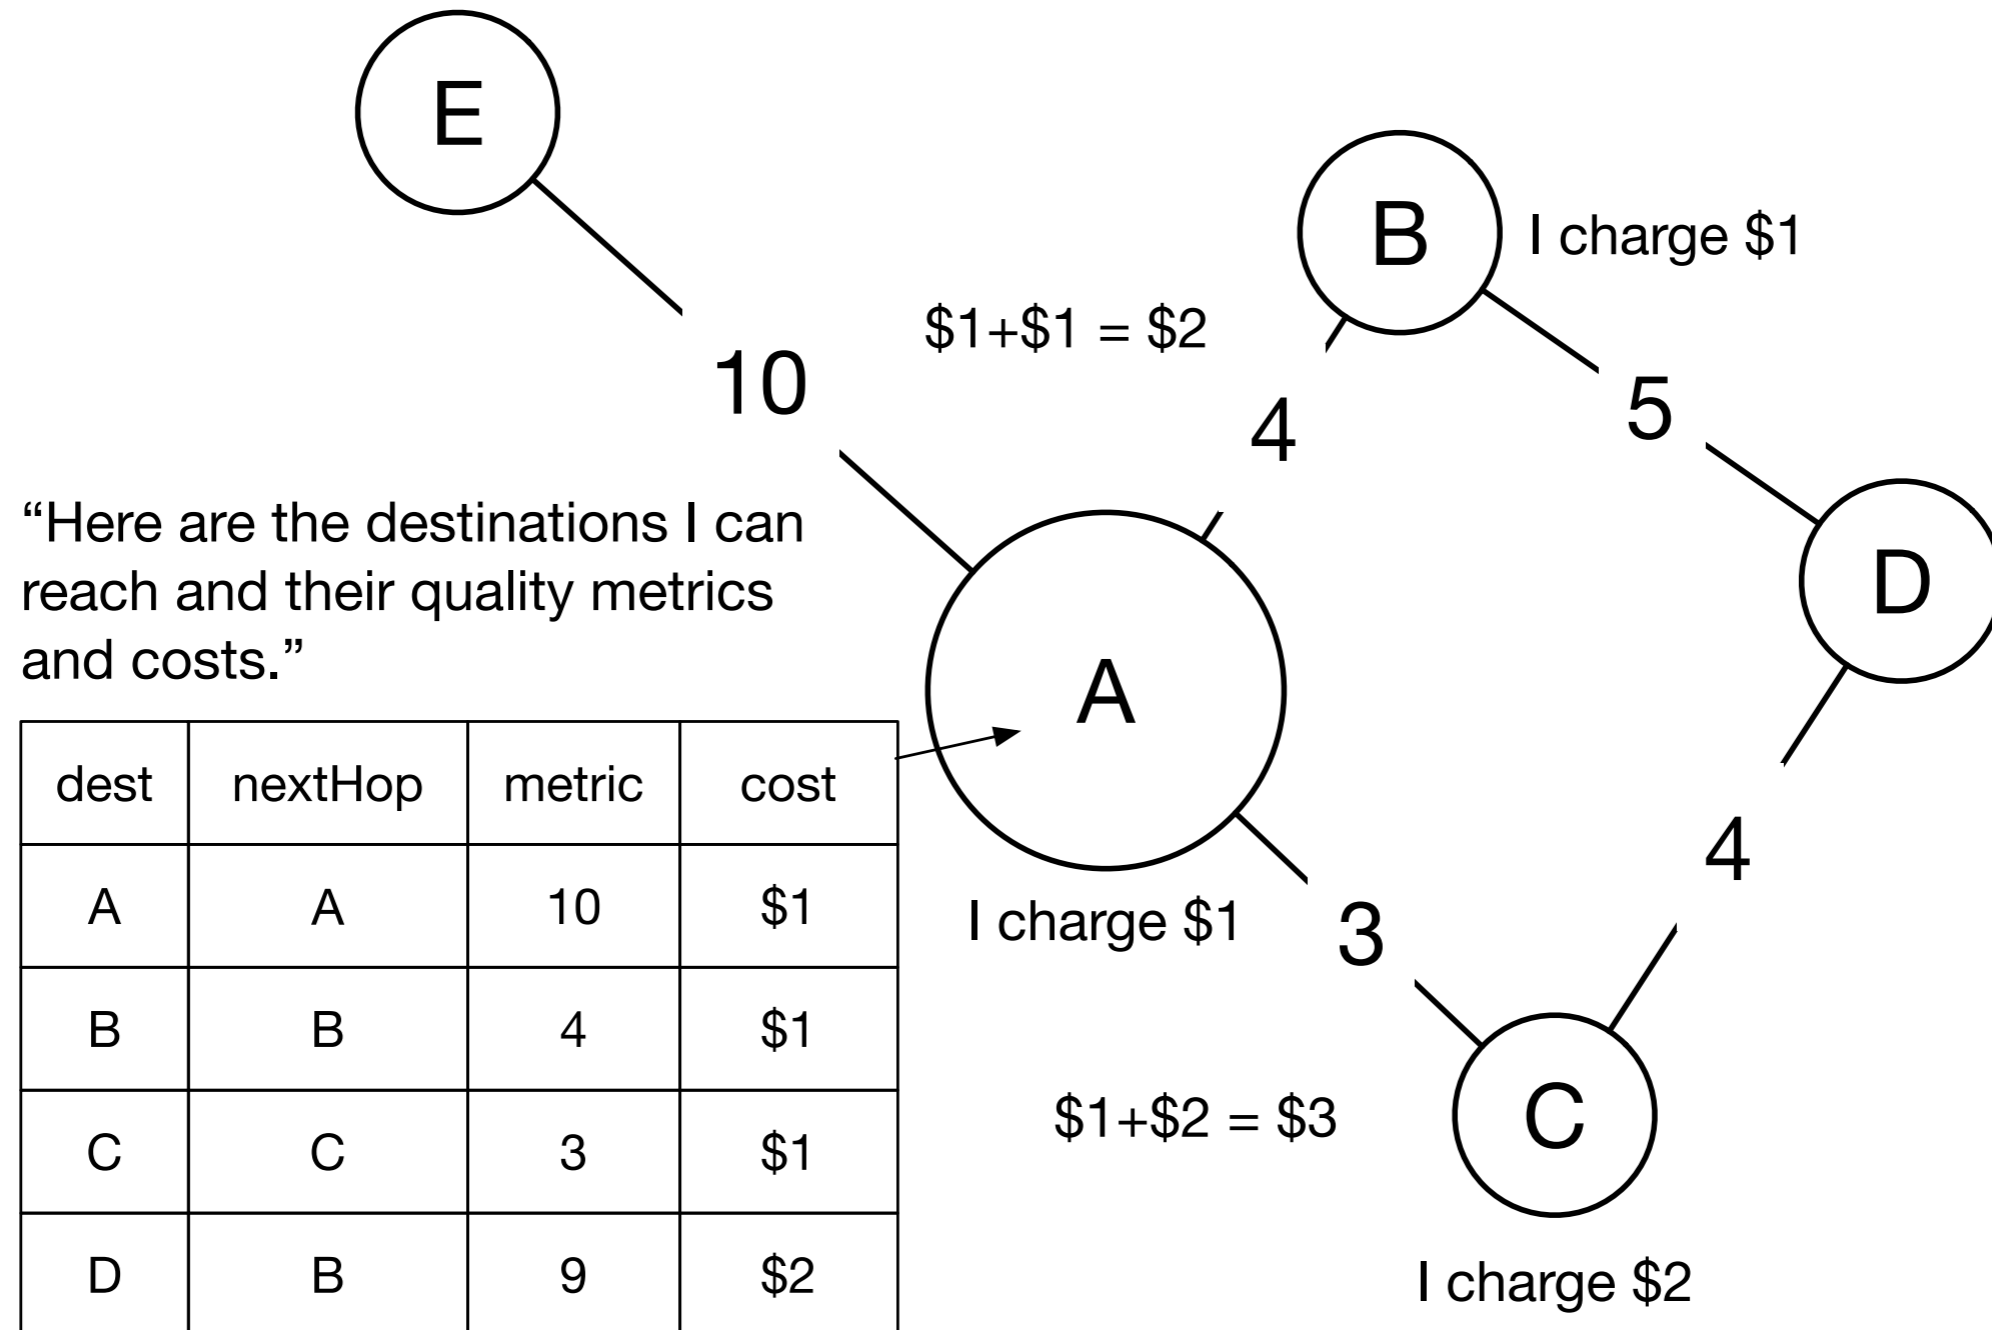 E
B
I charge $1
$1+$1 = $2
10
4
5
“Here are the destinations I can
reach and their quality metrics
and costs.”
D
A
dest nextHop metric cost
A A 10 $1
B B 4 $1
C C 3 $1
D B 9 $2
I charge $1
3
4
$1+$2 = $3
C
I charge $2